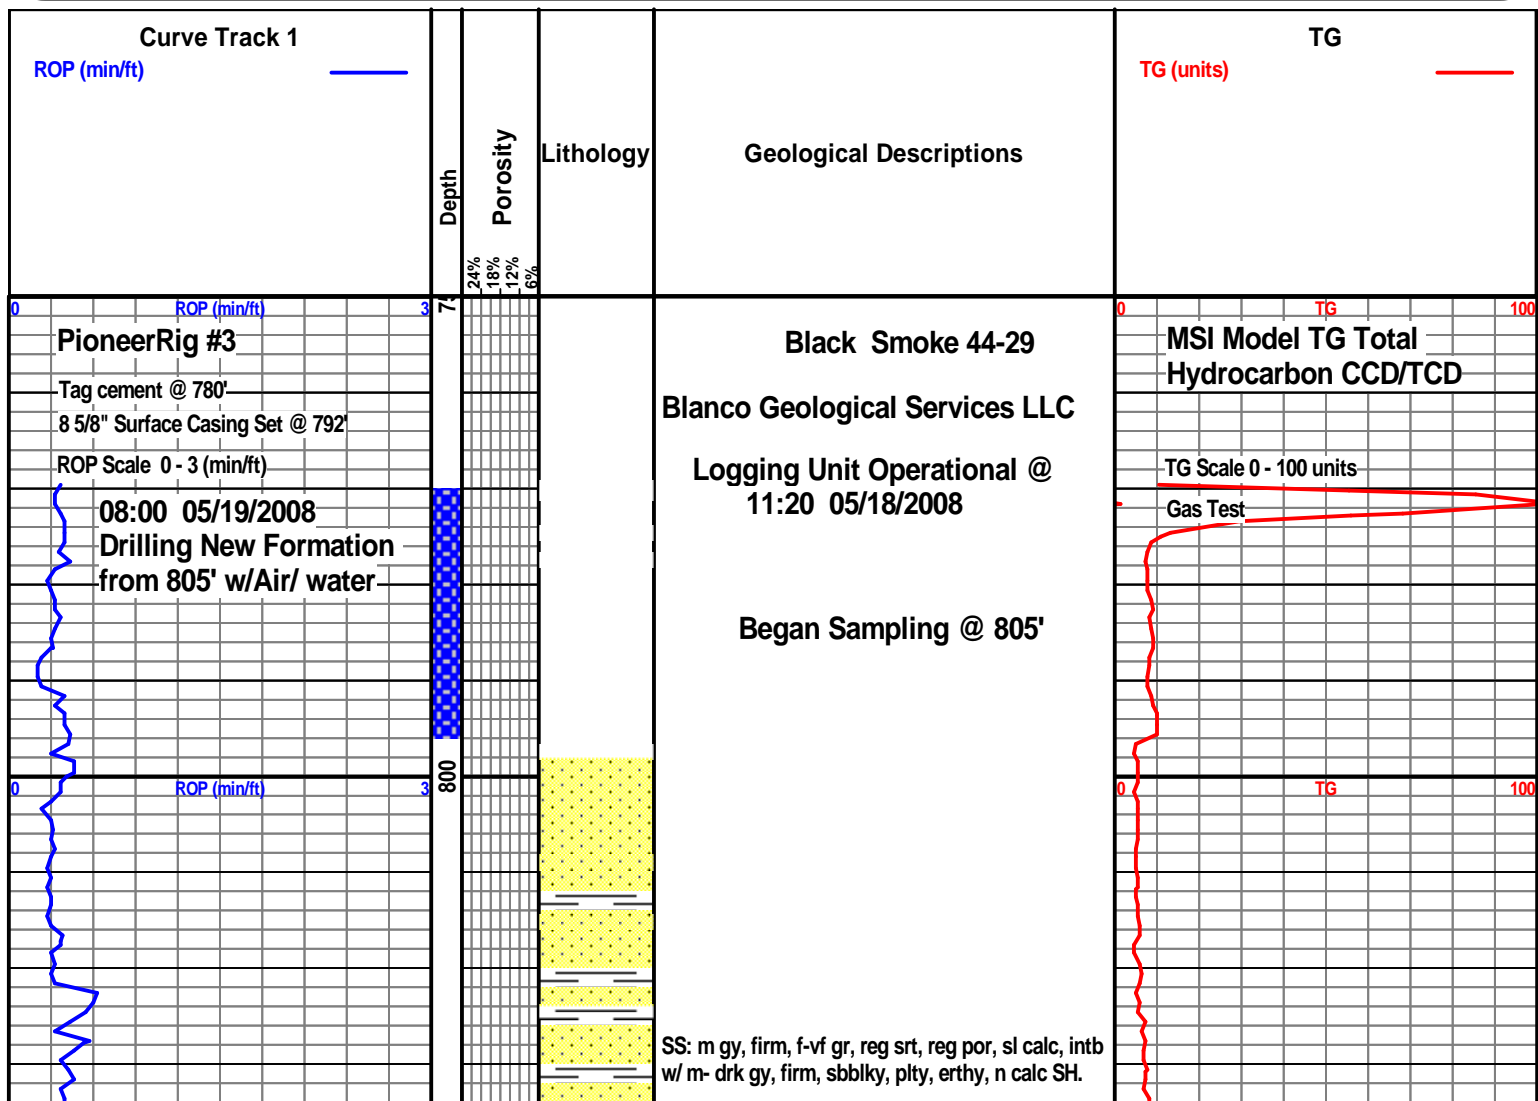 Curve Track 1
ROP (min/ft)
Depth
Porosity
24%
18%
12%
6%
Lithology
Geological Descriptions
TG
TG (units)
0 ROP (min/ft) 3
75
0 TG 100
PioneerRig #3
Tag cement @ 780'
8 5/8" Surface Casing Set @ 792'
ROP Scale 0 - 3 (min/ft)
08:00 05/19/2008
Drilling New Formation
from 805' w/Air/ water
Black Smoke 44-29
Blanco Geological Services LLC
Logging Unit Operational @
11:20 05/18/2008
Began Sampling @ 805'
MSI Model TG Total
Hydrocarbon CCD/TCD
TG Scale 0 - 100 units
Gas Test
0 ROP (min/ft) 3
800
0 TG 100
SS: m gy, firm, f-vf gr, reg srt, reg por, sl calc, intb
w/ m- drk gy, firm, sbblky, plty, erthy, n calc SH.